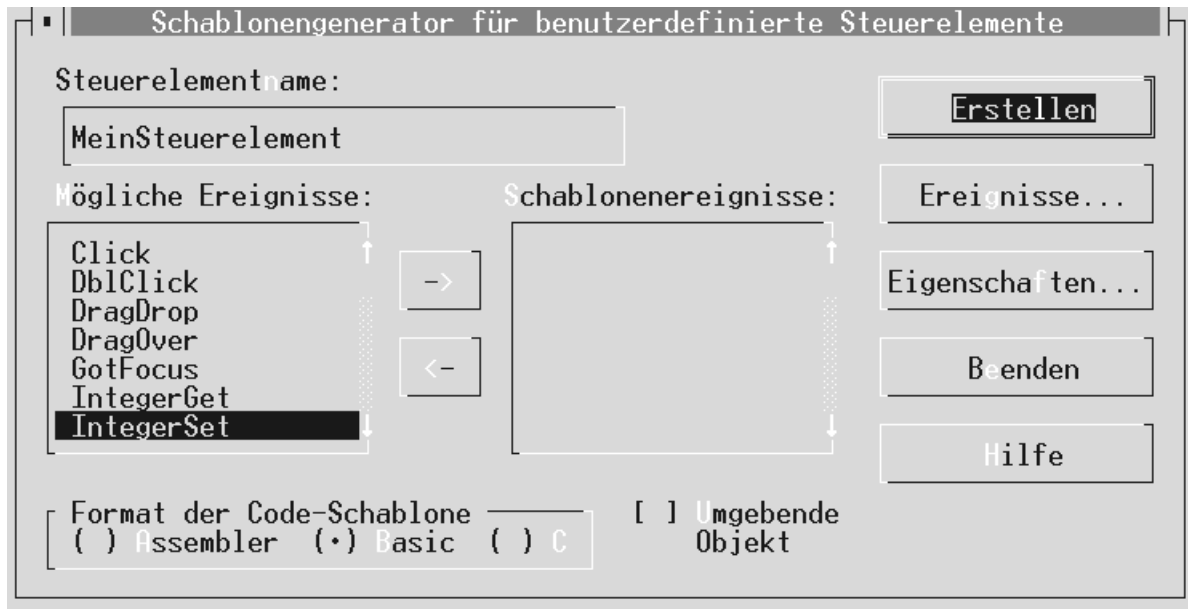 Schablonengenerator für benutzerdefinierte Steuerelemente
Steuerelementname:
MeinSteuerelement
Mögliche Ereignisse:
Click
DblClick
DragDrop
DragOver
GotFocus
IntegerGet
IntegerSet
->
<-
Schablonenereignisse:
Erstellen
Ereignisse...
Eigenschaften...
Beenden
Hilfe
Format der Code-Schablone
( ) Assembler (•) Basic ( ) C
[ ] Umgebende
Objekt